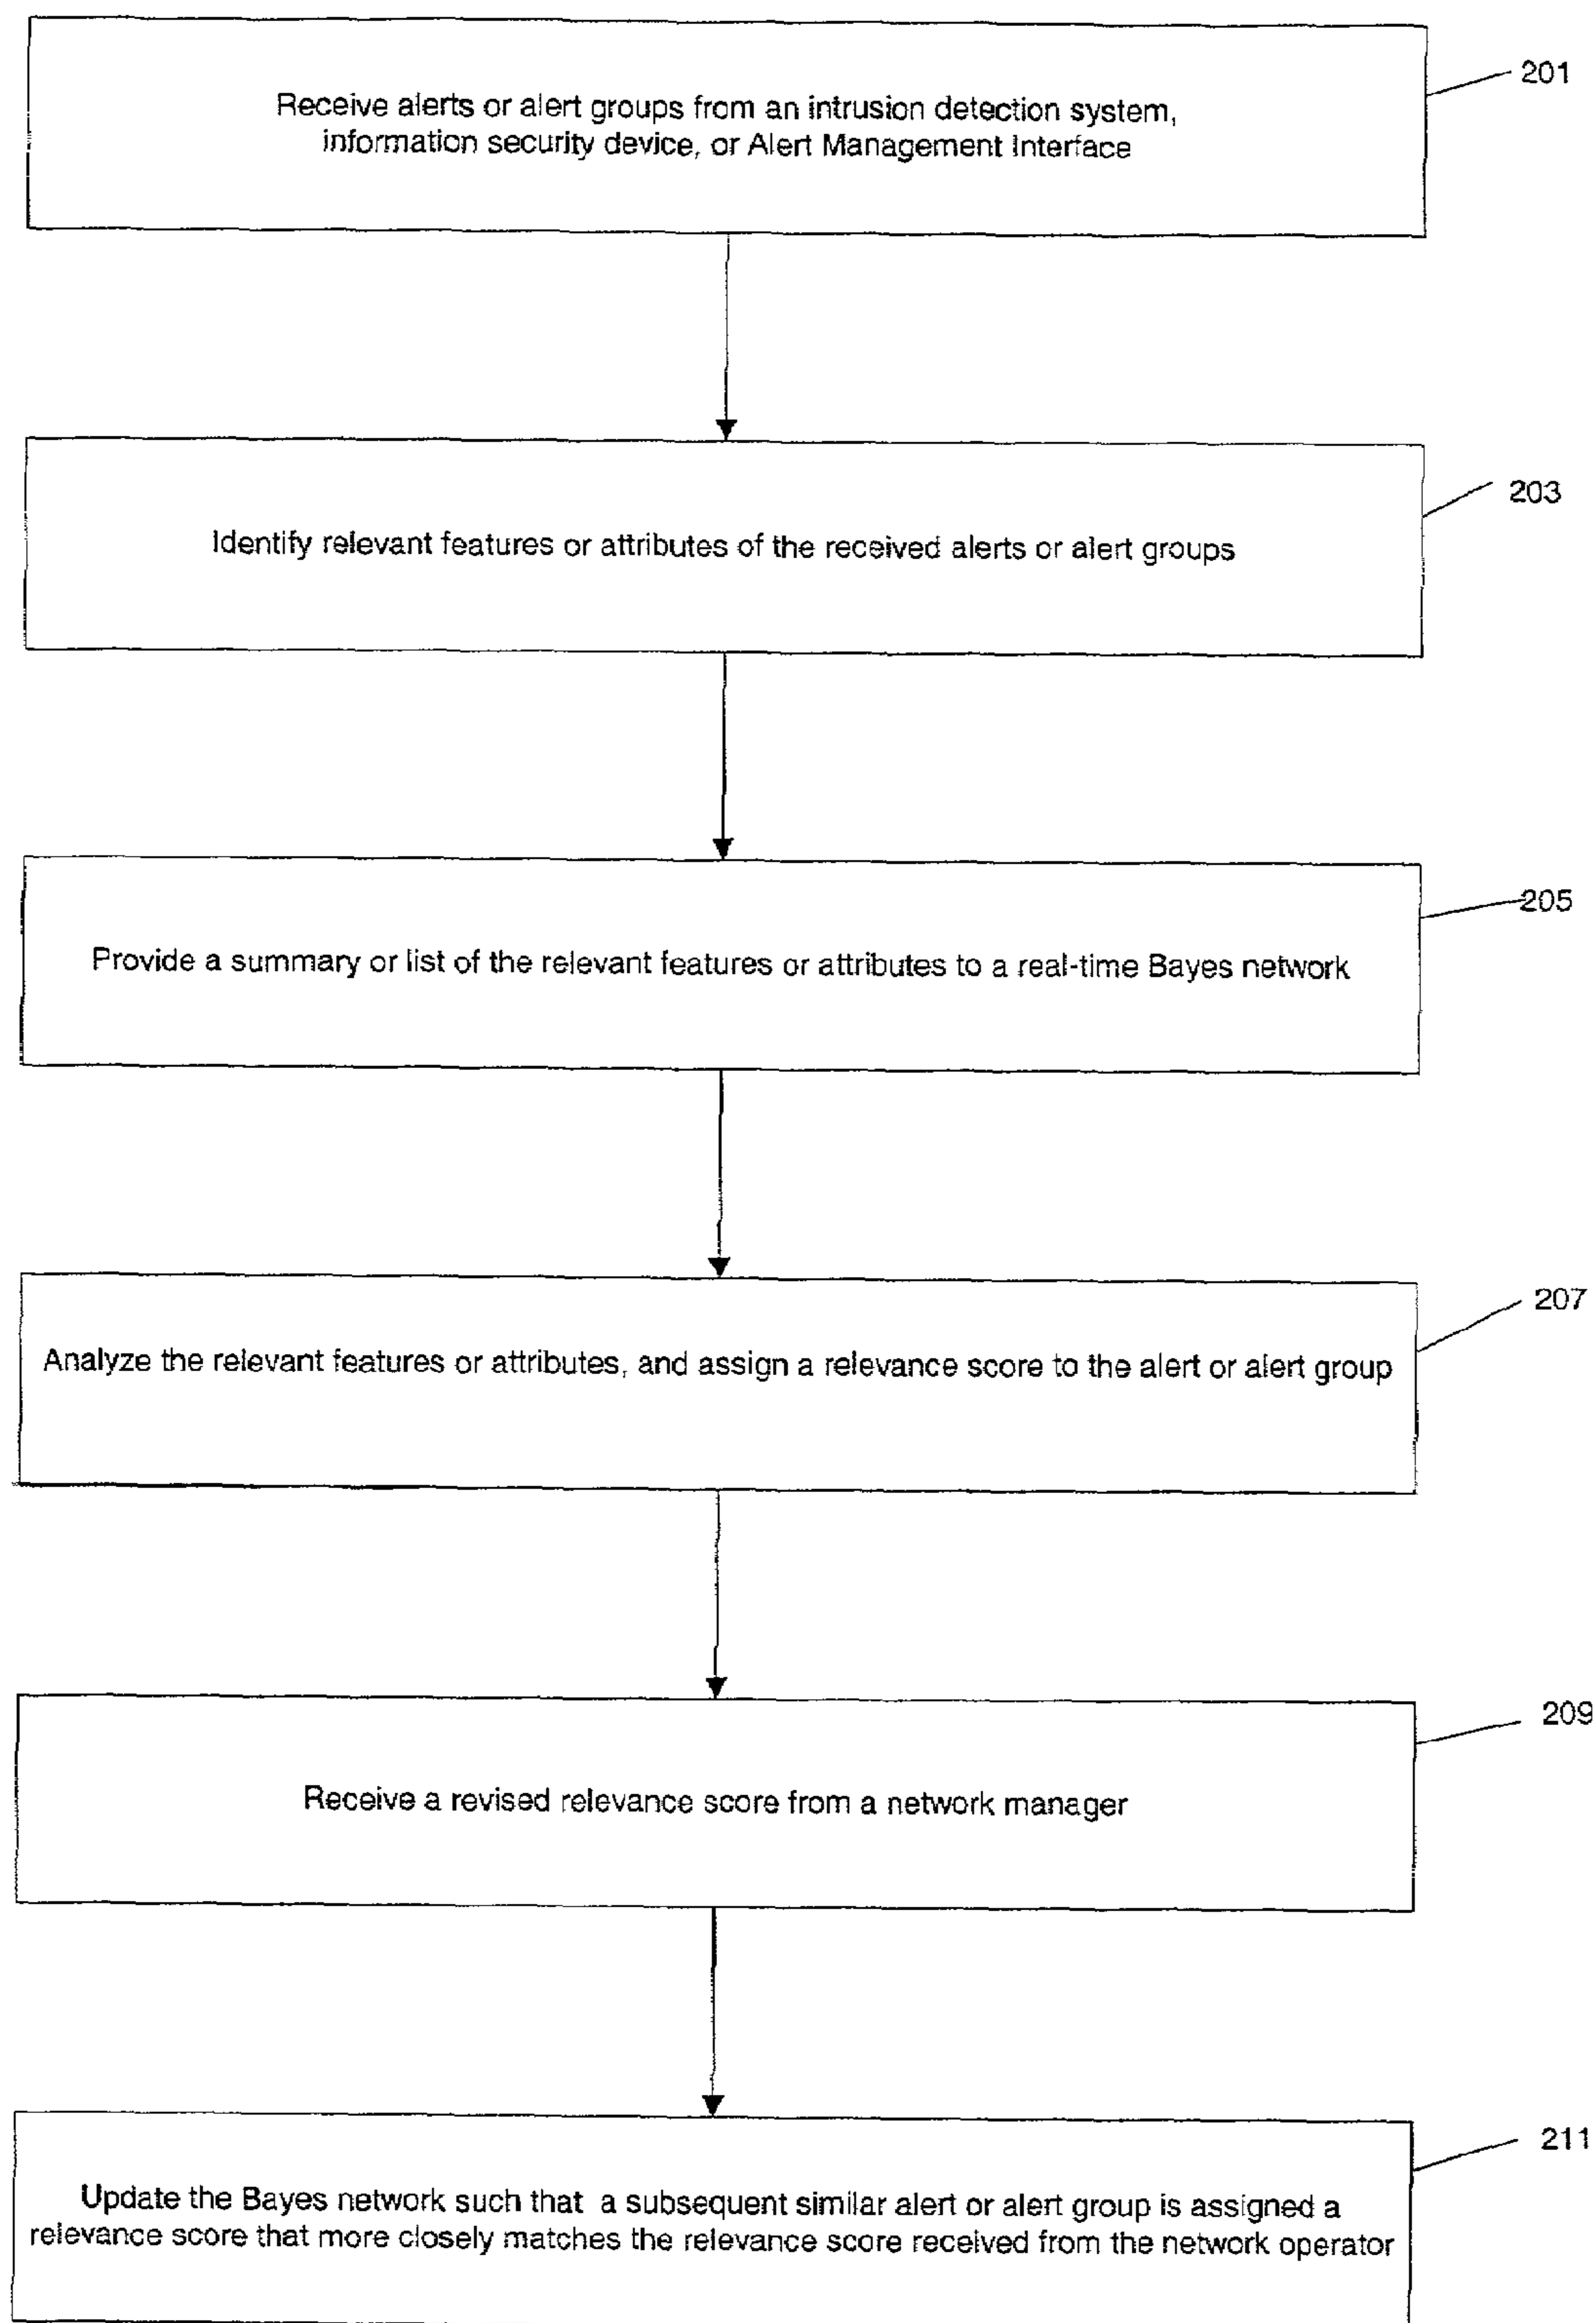 Receive alerts or alert groups from an intrusion detection system,
information security device, or Alert Management Interface
201
Identify relevant features or attributes of the received alerts or alert groups
203
Provide a summary or list of the relevant features or attributes to a real-time Bayes network
205
Analyze the relevant features or attributes, and assign a relevance score to the alert or alert group
207
Receive a revised relevance score from a network manager
209
Update the Bayes network such that a subsequent similar alert or alert group is assigned a
relevance score that more closely matches the relevance score received from the network operator
211